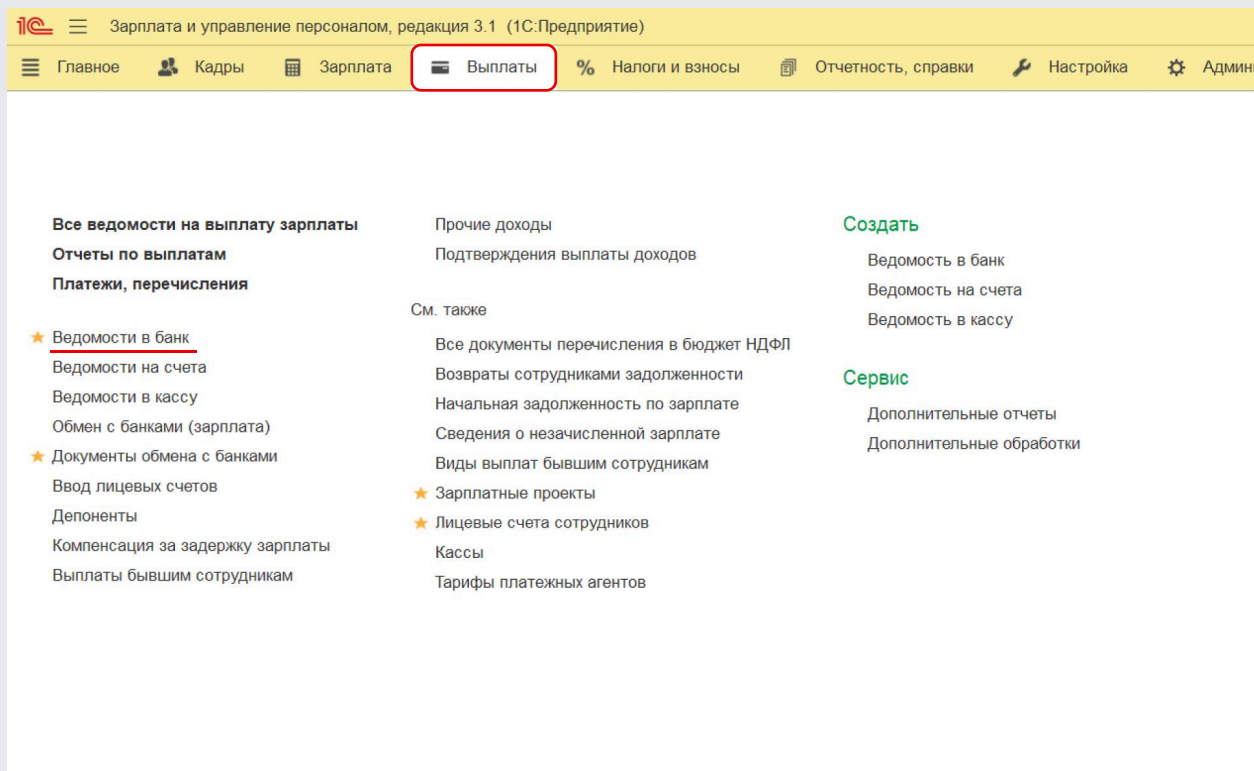 1С Зарплата и управление персоналом, редакция 3.1 (1С:Предприятие)
Главное Кадры Зарплата Выплаты % Налоги и взносы Отчетность, справки Настройка Админи
Все ведомости на выплату зарплаты
Отчеты по выплатам
Платежи, перечисления
Ведомости в банк
Ведомости на счета
Ведомости в кассу
Обмен с банками (зарплата)
Документы обмена с банками
Ввод лицевых счетов
Депоненты
Компенсация за задержку зарплаты
Выплаты бывшим сотрудникам
Прочие доходы
Подтверждения выплаты доходов
См. также
Все документы перечисления в бюджет НДФЛ
Возвраты сотрудниками задолженности
Начальная задолженность по зарплате
Сведения о незачисленной зарплате
Виды выплат бывшим сотрудникам
Зарплатные проекты
Лицевые счета сотрудников
Кассы
Тарифы платежных агентов
Создать
Ведомость в банк
Ведомость на счета
Ведомость в кассу
Сервис
Дополнительные отчеты
Дополнительные обработки